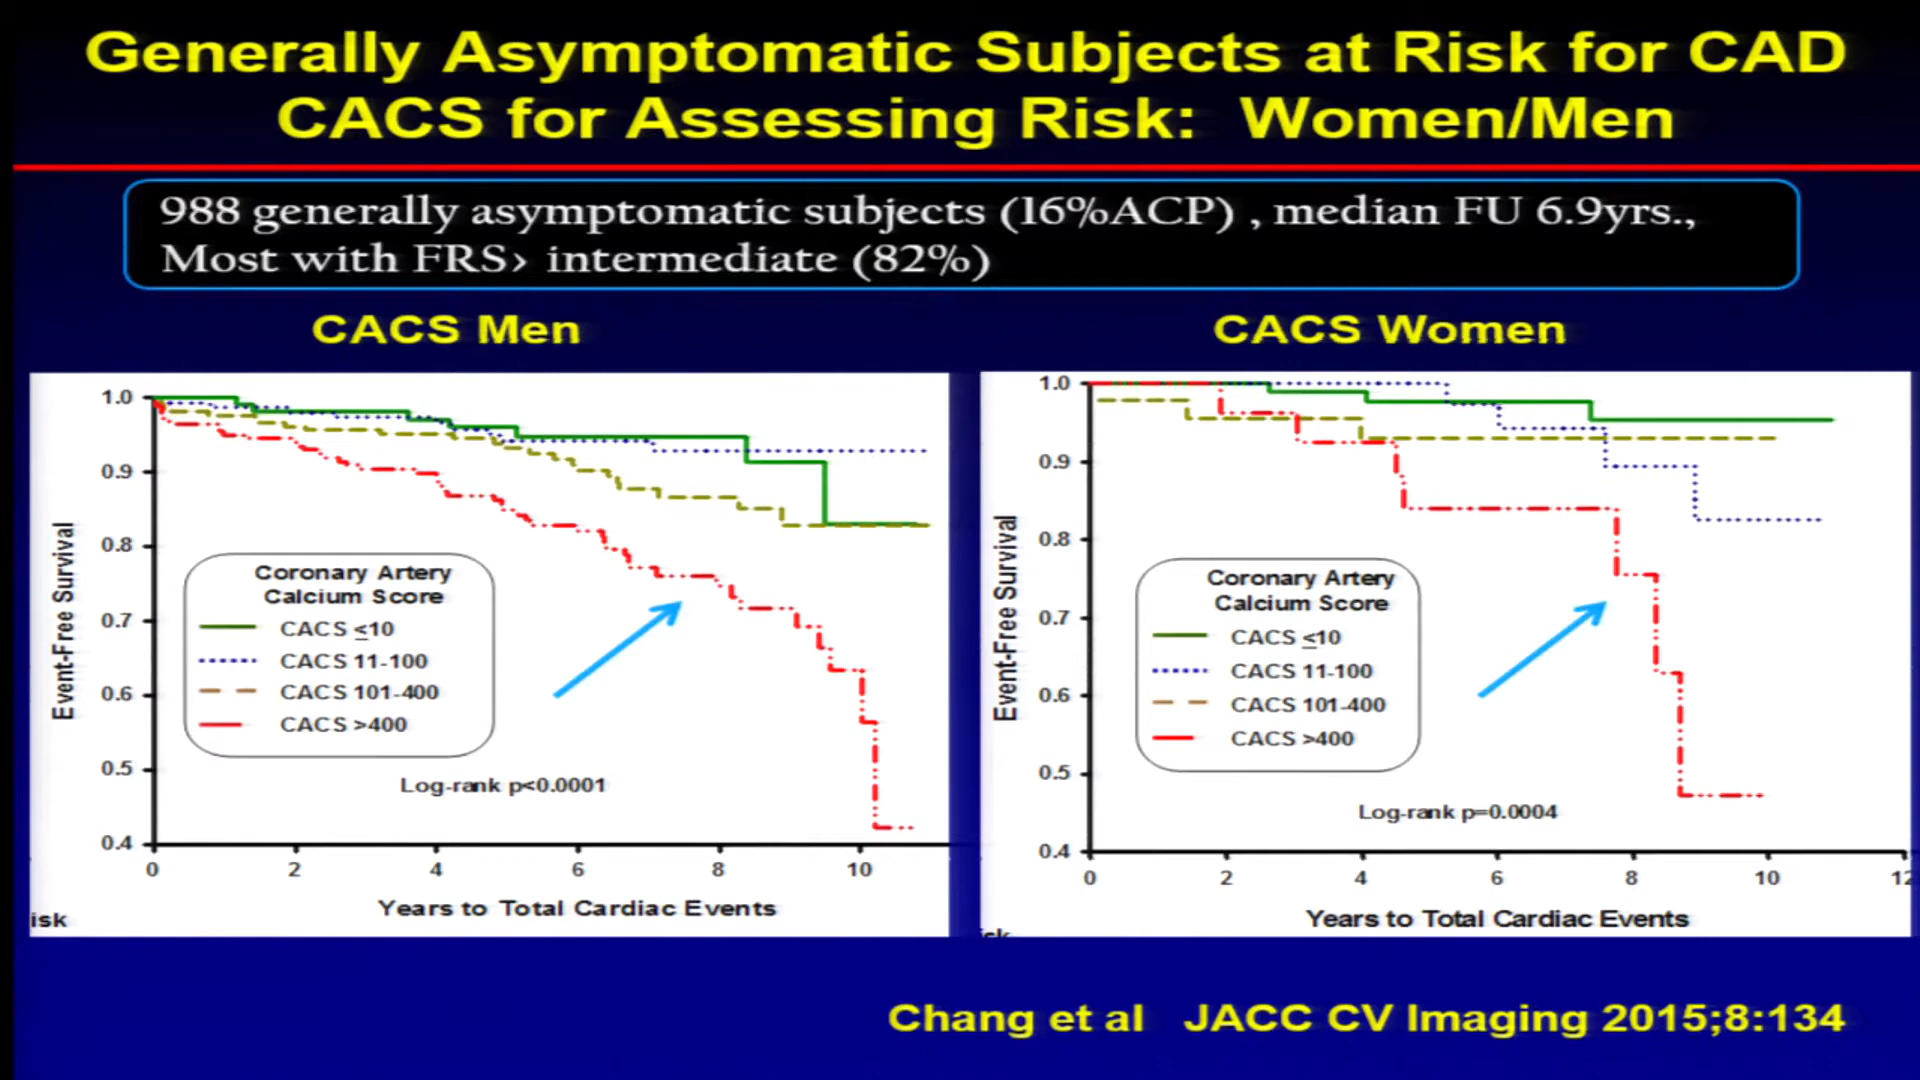 Generally Asymptomatic Subjects at Risk for CAD
CACS for Assessing Risk: Women/Men
988 generally asymptomatic subjects (16%ACP) , median FU 6.9yrs.,
Most with FRS> intermediate (82%)
CACS Men
1.0
0.9
0.8
0.7
0.6
0.5
0.4
Event-Free Survival
Coronary Artery
Calcium Score
CACS ≤10
CACS 11-100
CACS 101-400
CACS >400
Log-rank p<0.0001
0 2 4 6 8 10
Years to Total Cardiac Events
isk
CACS Women
1.0
0.9
0.8
0.7
0.6
0.5
0.4
Event-Free Survival
Coronary Artery
Calcium Score
CACS ≤10
CACS 11-100
CACS 101-400
CACS >400
Log-rank p=0.0004
0 2 4 6 8 10 12
Years to Total Cardiac Events
isk
Chang et al JACC CV Imaging 2015;8:134